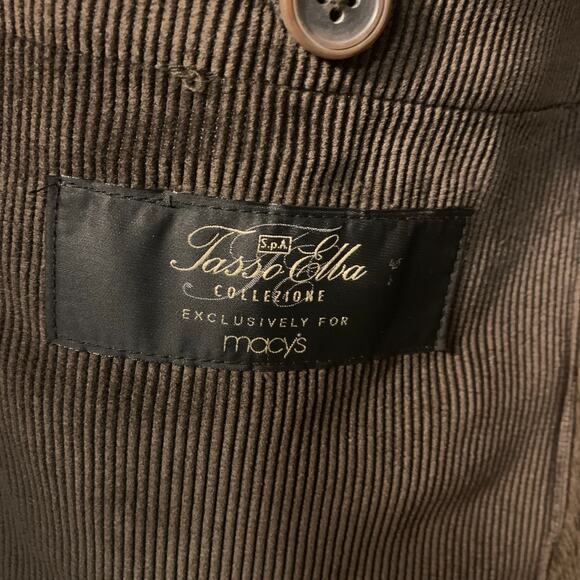 S.p.A.
Tasso Elba
COLLEZIONE
EXCLUSIVELY FOR
macy's